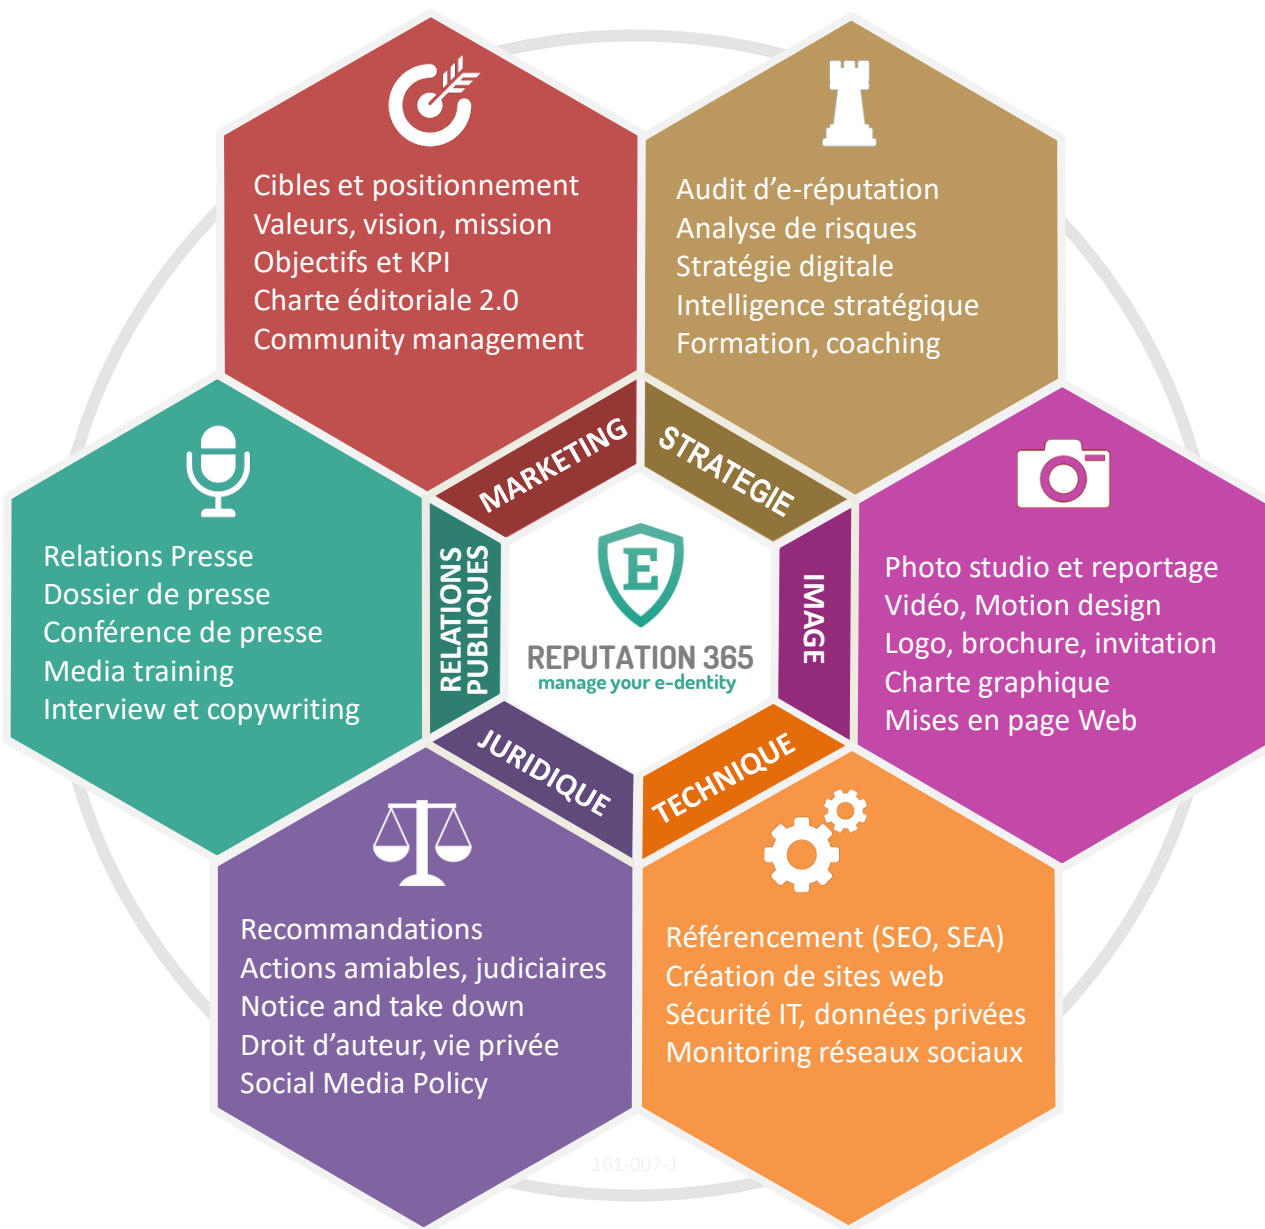 Cibles et positionnement
Valeurs, vision, mission
Objectifs et KPI
Charte éditoriale 2.0
Community management
MARKETING
Audit d’e-réputation
Analyse de risques
Stratégie digitale
Intelligence stratégique
Formation, coaching
STRATEGIE
Relations Presse
Dossier de presse
Conférence de presse
Media training
Interview et copywriting
RELATIONS
PUBLIQUES
E
REPUTATION 365
manage your e-dentity
IMAGE
Photo studio et reportage
Vidéo, Motion design
Logo, brochure, invitation
Charte graphique
Mises en page Web
JURIDIQUE
Recommandations
Actions amiables, judiciaires
Notice and take down
Droit d’auteur, vie privée
Social Media Policy
TECHNIQUE
Référencement (SEO, SEA)
Création de sites web
Sécurité IT, données privées
Monitoring réseaux sociaux
161-007-1